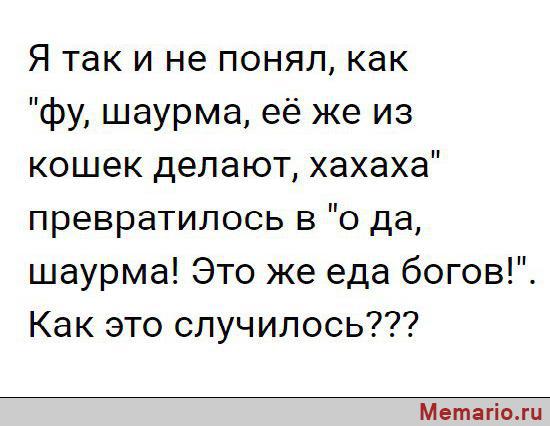 Я так и не понял, как
"фу, шаурма, её же из
кошек делают, хахаха"
превратилось в "о да,
шаурма! Это же еда богов!".
Как это случилось???
Memario.ru